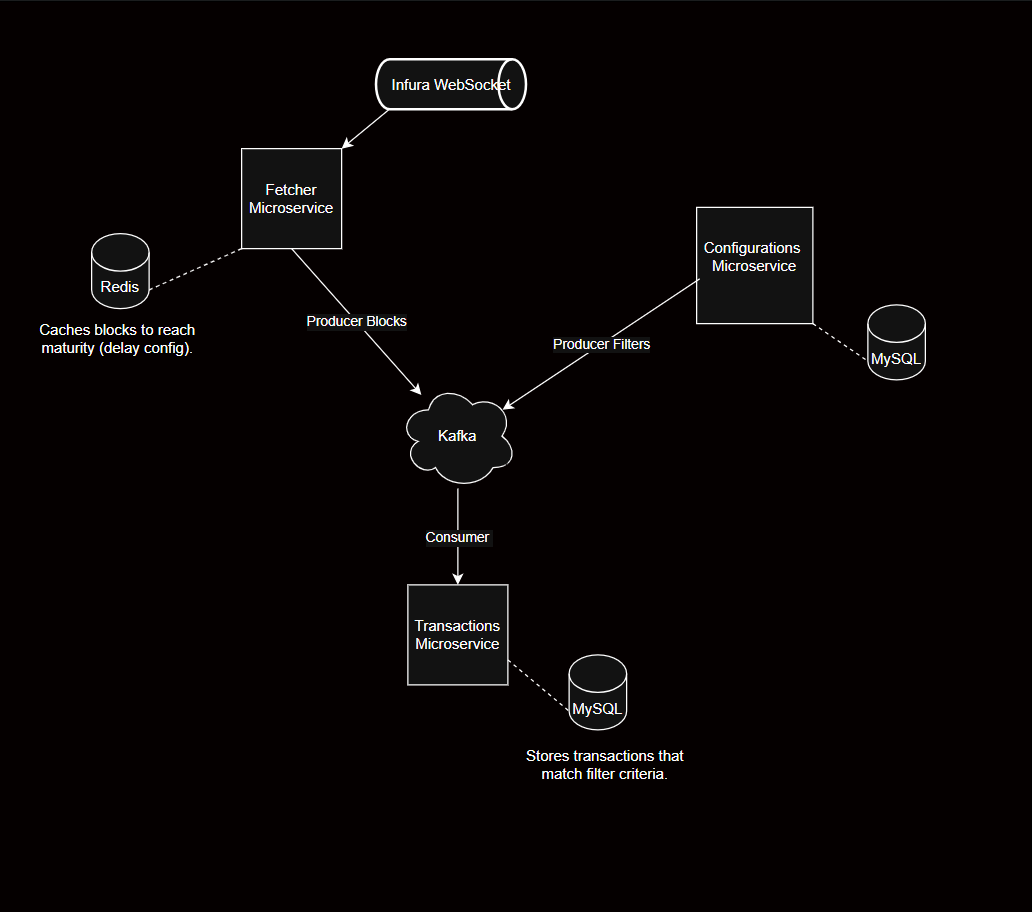 Infura WebSocket
Fetcher
Microservice
Configurations
Microservice
Redis
Caches blocks to reach
maturity (delay config).
Producer Blocks
Producer Filters
MySQL
Kafka
Consumer
Transactions
Microservice
MySQL
Stores transactions that
match filter criteria.